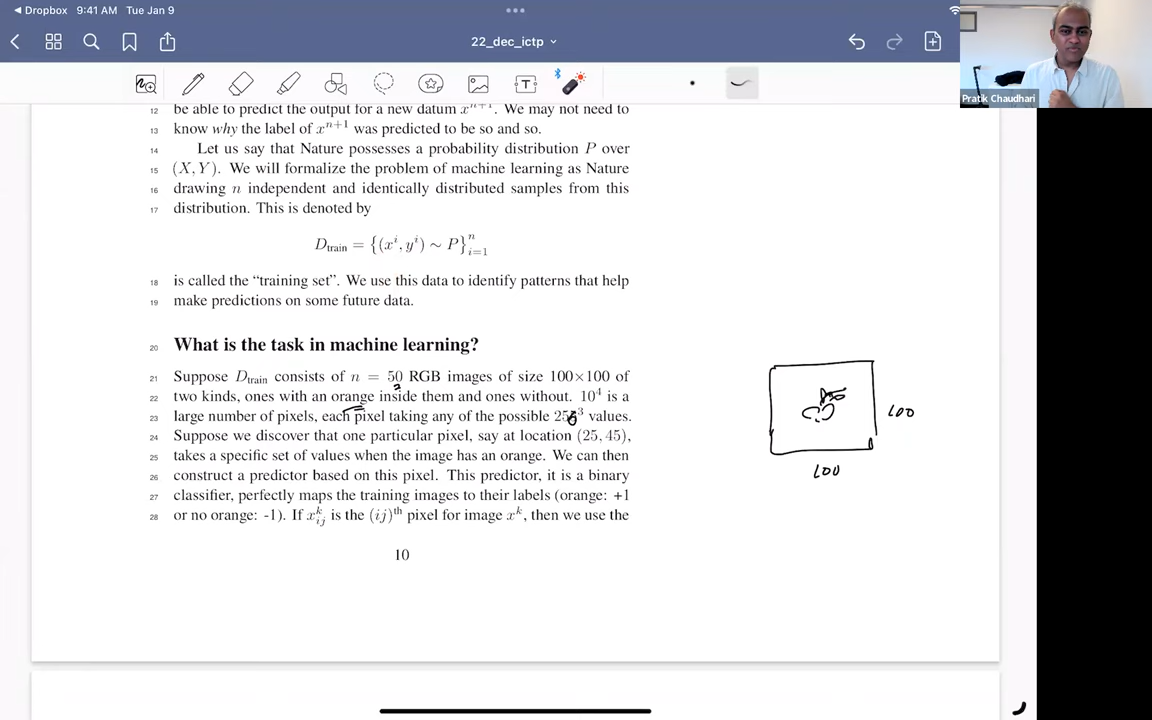 Dropbox 9:41 AM Tue Jan 9
22_dec_ictp
Pratik Chaudhari
12 be able to predict the output for a new datum xⁿ⁺¹. We may not need to
13 know why the label of xⁿ⁺¹ was predicted to be so and so.
14 Let us say that Nature possesses a probability distribution P over
15 (X, Y). We will formalize the problem of machine learning as Nature
16 drawing n independent and identically distributed samples from this
17 distribution. This is denoted by
D_train = {(xⁱ, yⁱ) ∼ P}ⁿ_{i=1}
18 is called the “training set”. We use this data to identify patterns that help
19 make predictions on some future data.
20 What is the task in machine learning?
21 Suppose D_train consists of n = 50 RGB images of size 100×100 of
22 two kinds, ones with an orange inside them and ones without. 10⁴ is a
23 large number of pixels, each pixel taking any of the possible 256³ values.
24 Suppose we discover that one particular pixel, say at location (25, 45),
25 takes a specific set of values when the image has an orange. We can then
26 construct a predictor based on this pixel. This predictor, it is a binary
27 classifier, perfectly maps the training images to their labels (orange: +1
28 or no orange: -1). If x^k_{ij} is the (ij)^th pixel for image x^k, then we use the
100
100
10